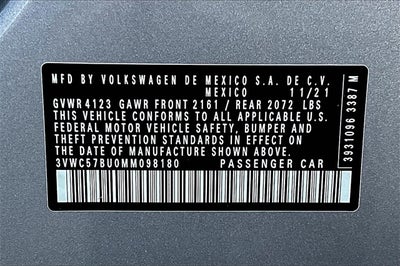 MFD BY VOLKSWAGEN DE MEXICO S.A. DE C.V.
MEXICO 11/21
GVWR 4123 GAWR FRONT 2161 / REAR 2072 LBS
THIS VEHICLE CONFORMS TO ALL APPLICABLE
FEDERAL MOTOR VEHICLE SAFETY, BUMPER AND
THEFT PREVENTION STANDARDS IN EFFECT ON
THE DATE OF MANUFACTURE SHOWN ABOVE.
3VWC57BU0MM098180 PASSENGER CAR
3931096 3387 M